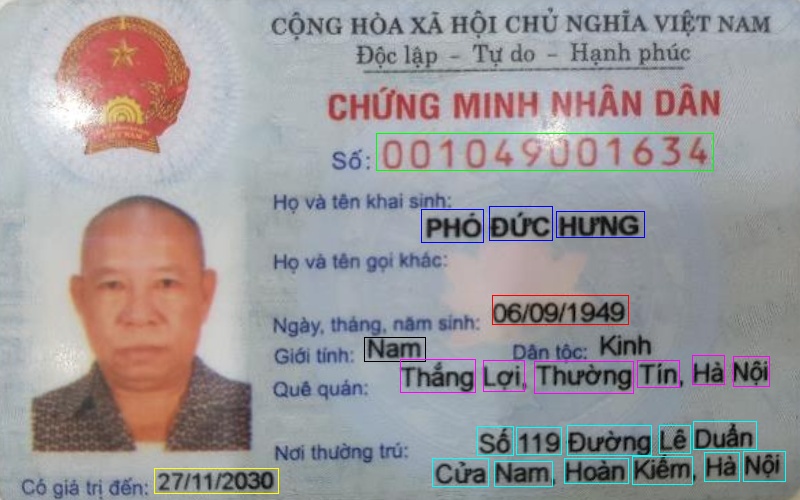 CỘNG HÒA XÃ HỘI CHỦ NGHĨA VIỆT NAM
Độc lập - Tự do - Hạnh phúc
CHỨNG MINH NHÂN DÂN
Số: 001049001634
Họ và tên khai sinh:
PHÓ ĐỨC HƯNG
Họ và tên gọi khác:
Ngày, tháng, năm sinh: 06/09/1949
Giới tính: Nam Dân tộc: Kinh
Quê quán: Thắng Lợi, Thường Tín, Hà Nội
Nơi thường trú: Số 119 Đường Lê Duẩn
Cửa Nam, Hoàn Kiếm, Hà Nội
Có giá trị đến: 27/11/2030